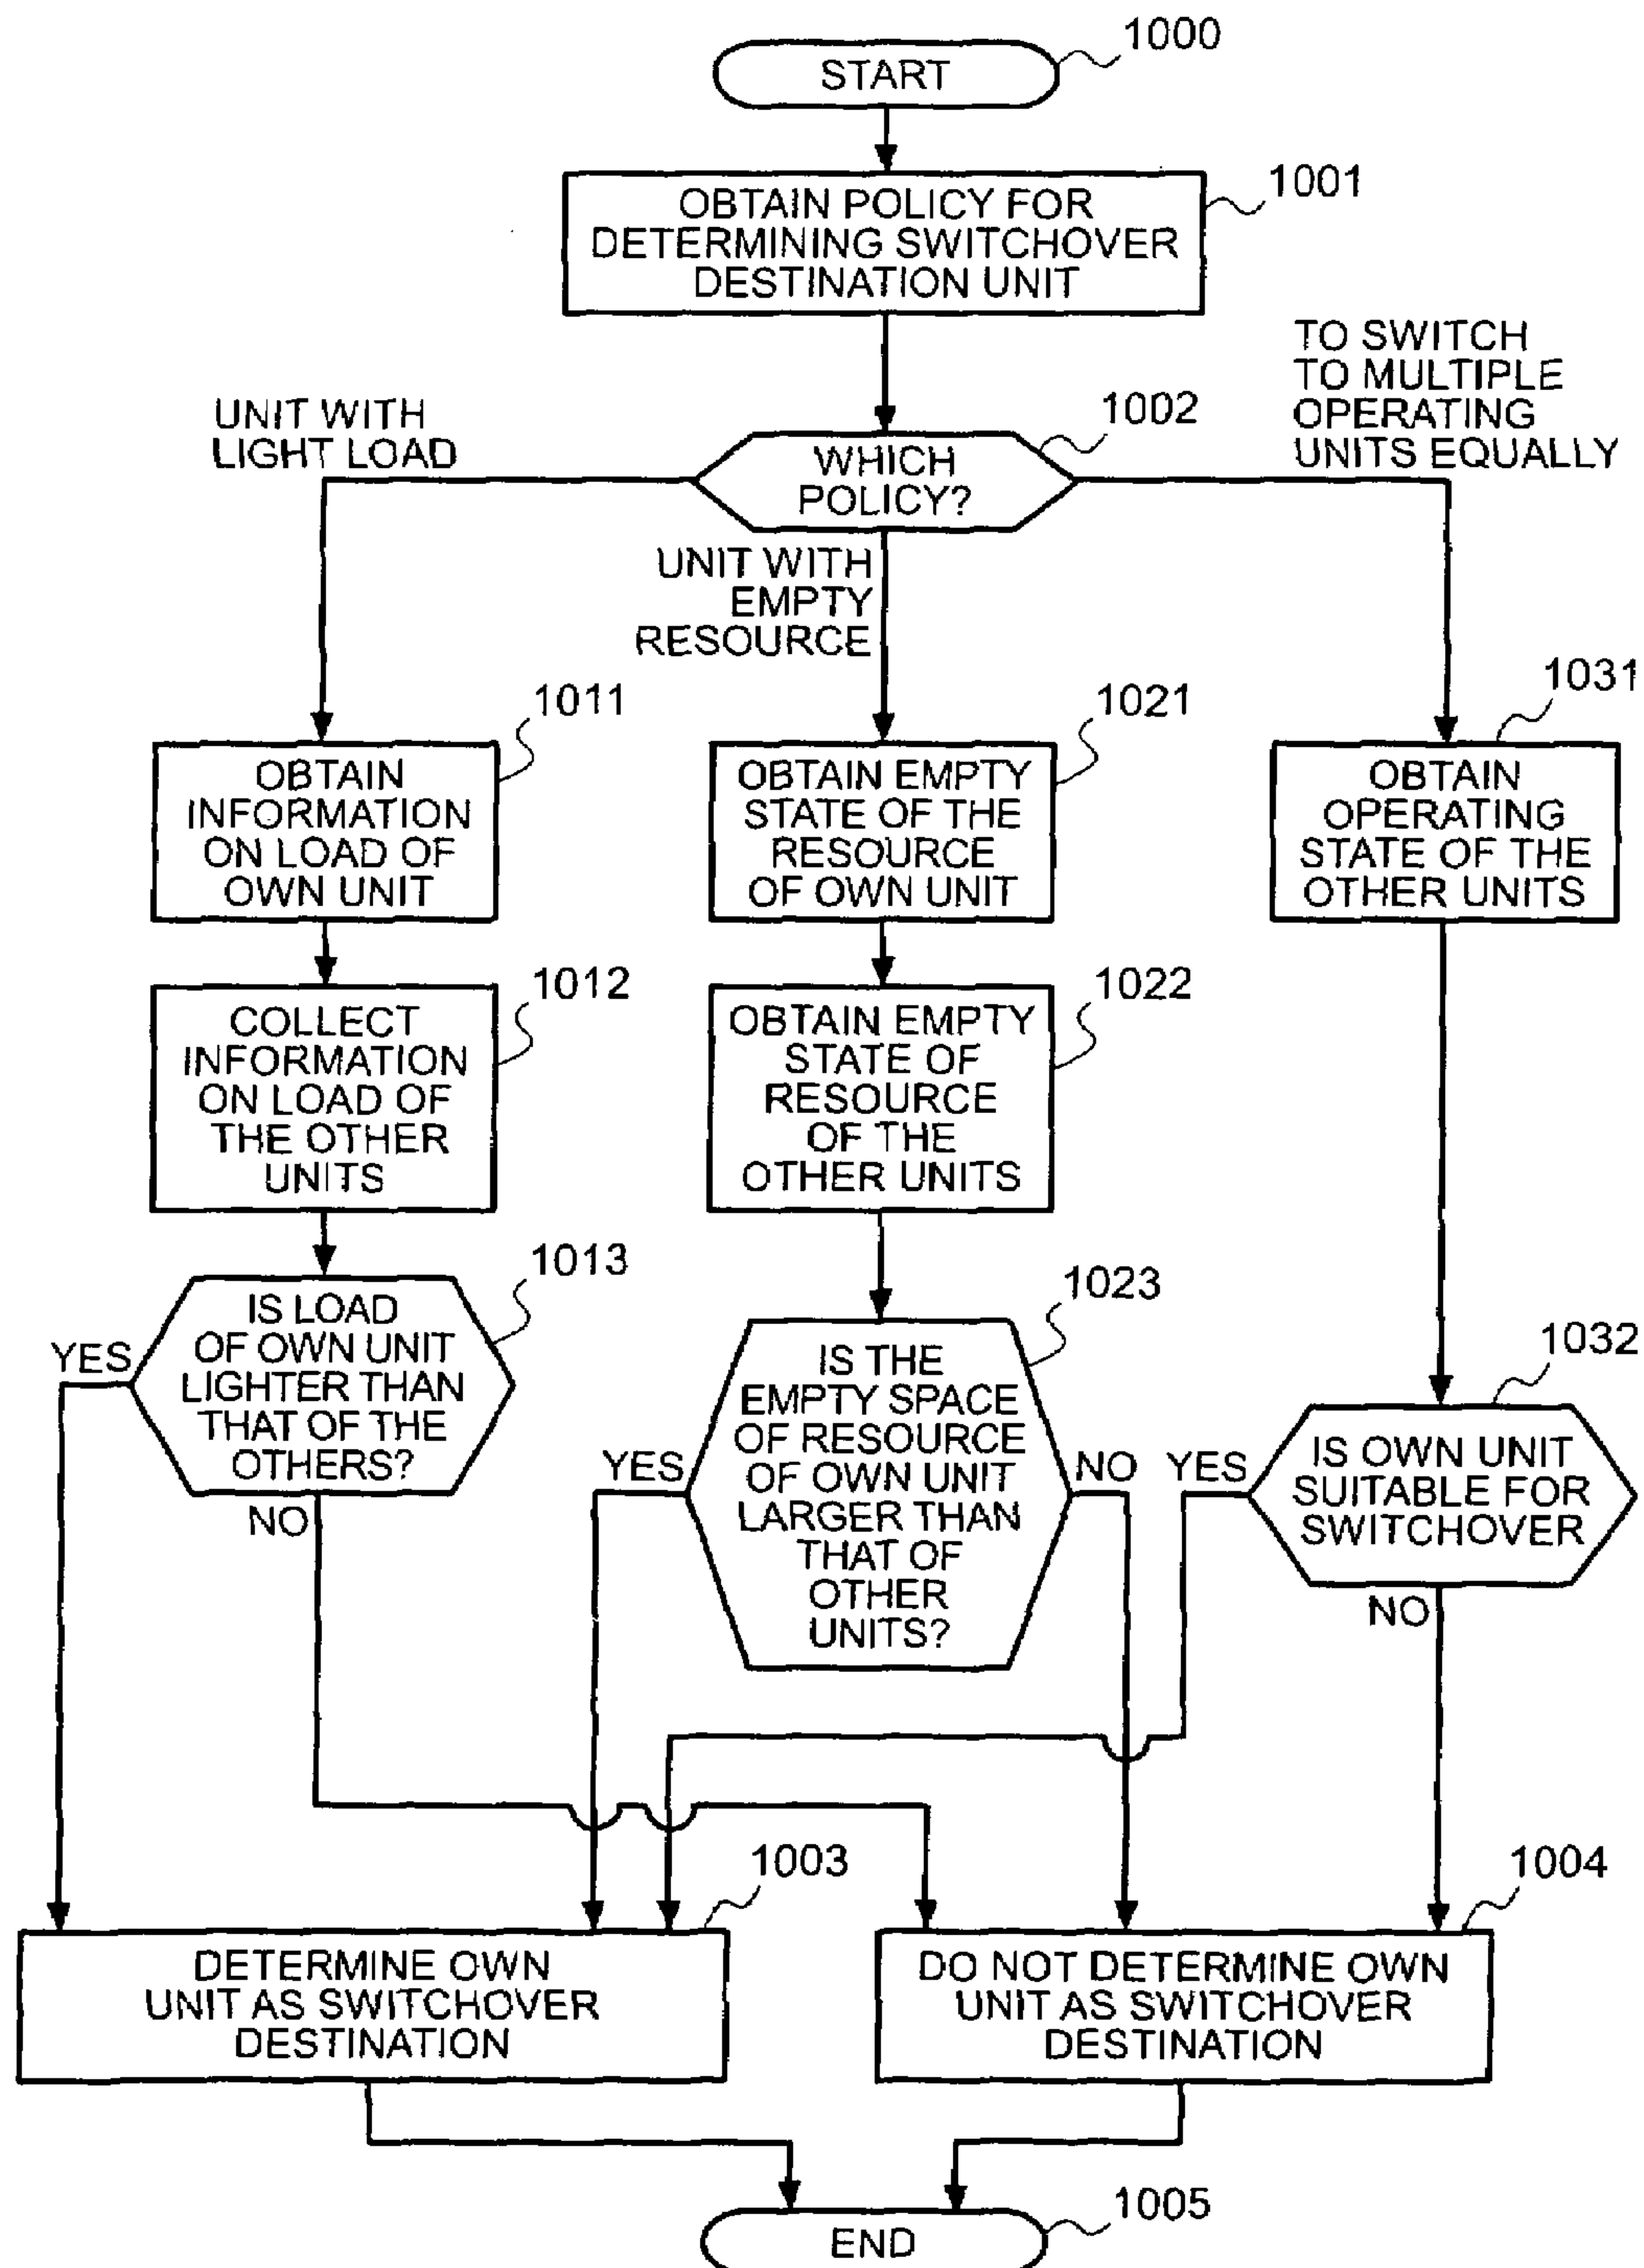 1000
START
1001
OBTAIN POLICY FOR
DETERMINING SWITCHOVER
DESTINATION UNIT
TO SWITCH
TO MULTIPLE
OPERATING
UNITS EQUALLY
UNIT WITH
LIGHT LOAD
1002
WHICH
POLICY?
UNIT WITH
EMPTY
RESOURCE
1011
OBTAIN
INFORMATION
ON LOAD OF
OWN UNIT
1021
OBTAIN EMPTY
STATE OF THE
RESOURCE
OF OWN UNIT
1031
OBTAIN
OPERATING
STATE OF THE
OTHER UNITS
1012
COLLECT
INFORMATION
ON LOAD OF
THE OTHER
UNITS
1022
OBTAIN EMPTY
STATE OF
RESOURCE
OF THE
OTHER UNITS
1013
IS LOAD
OF OWN UNIT
LIGHTER THAN
THAT OF THE
OTHERS?
YES
NO
1023
IS THE
EMPTY SPACE
OF RESOURCE
OF OWN UNIT
LARGER THAN
THAT OF
OTHER
UNITS?
YES
NO
1032
IS OWN UNIT
SUITABLE FOR
SWITCHOVER
YES
NO
1003
DETERMINE OWN
UNIT AS SWITCHOVER
DESTINATION
1004
DO NOT DETERMINE OWN
UNIT AS SWITCHOVER
DESTINATION
1005
END